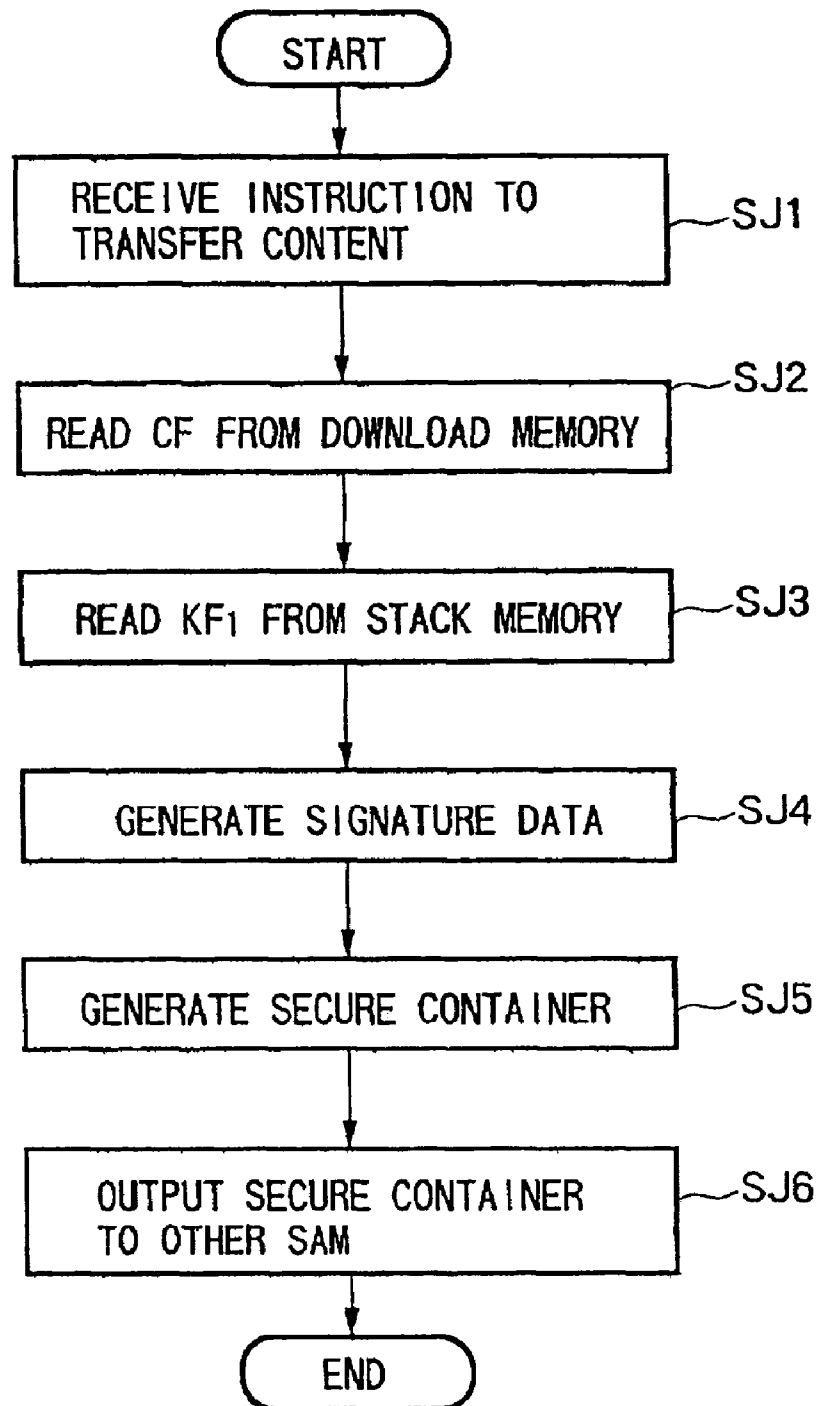 START
RECEIVE INSTRUCTION TO
TRANSFER CONTENT
SJ1
READ CF FROM DOWNLOAD MEMORY
SJ2
READ KF1 FROM STACK MEMORY
SJ3
GENERATE SIGNATURE DATA
SJ4
GENERATE SECURE CONTAINER
SJ5
OUTPUT SECURE CONTAINER
TO OTHER SAM
SJ6
END